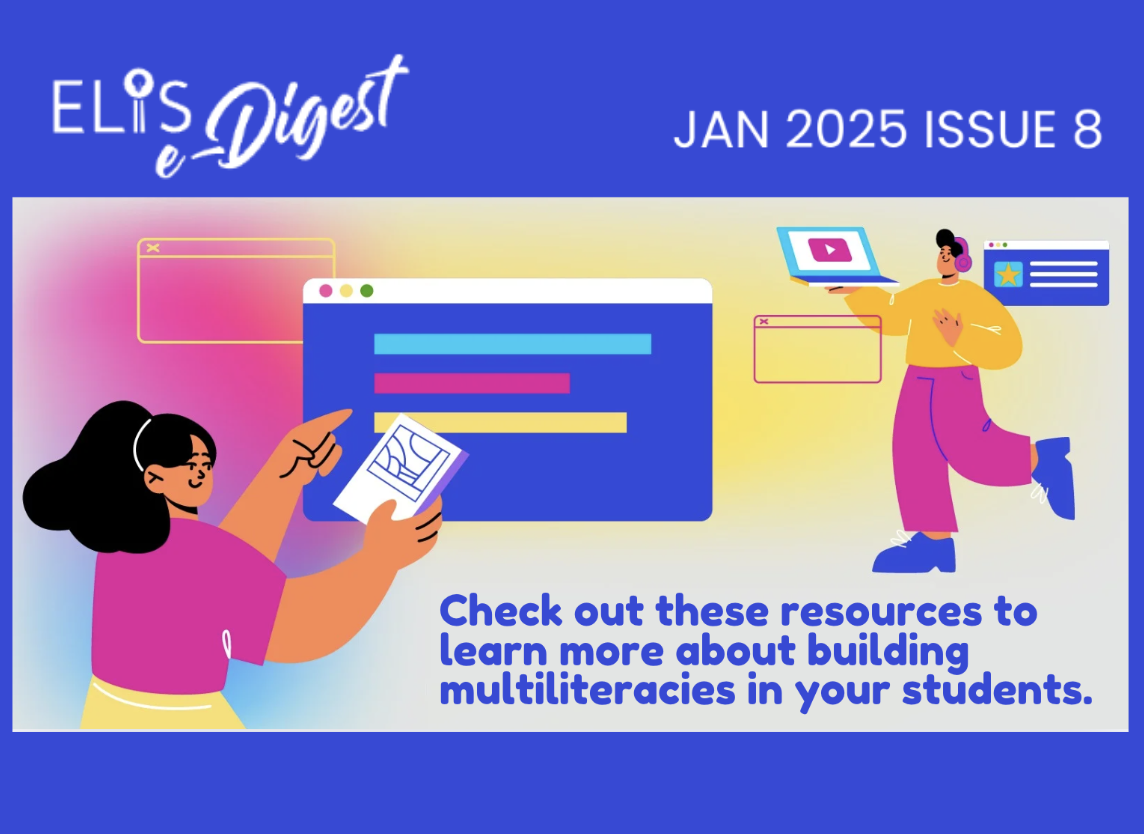 ELIS e-Digest
JAN 2025 ISSUE 8
Check out these resources to
learn more about building
multiliteracies in your students.